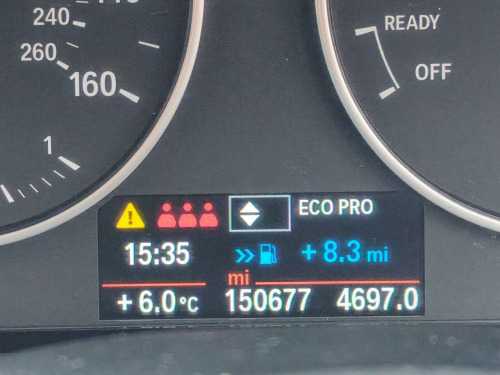 240
260
160
1
READY
OFF
ECO PRO
15:35
+ 8.3 mi
mi
+ 6.0 °C
150677
4697.0